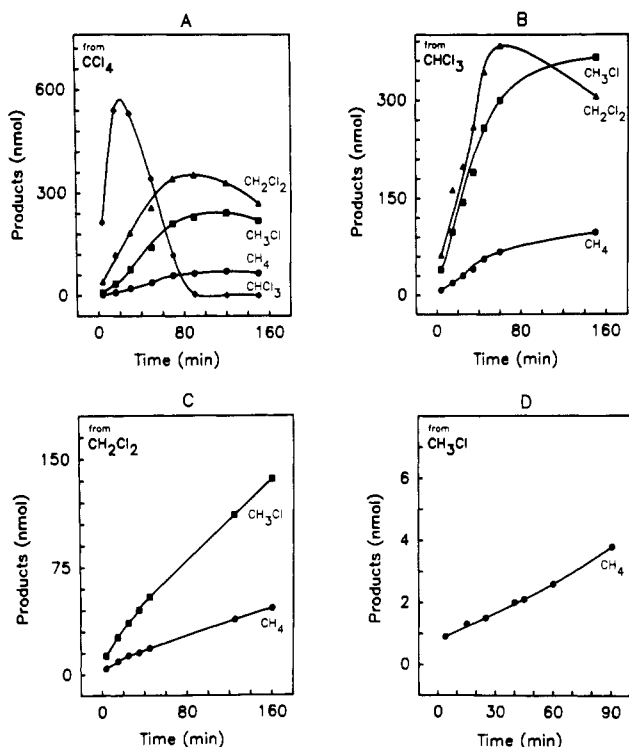 A
from
CCl₄
Products (nmol)
600
300
0
CH₂Cl₂
CH₃Cl
CH₄
CHCl₃
0 80 160
Time (min)
B
from
CHCl₃
Products (nmol)
300
150
0
CH₃Cl
CH₂Cl₂
CH₄
0 40 80 120 160
Time (min)
C
from
CH₂Cl₂
Products (nmol)
150
75
0
CH₃Cl
CH₄
0 80 160
Time (min)
D
from
CH₃Cl
Products (nmol)
6
4
2
0
CH₄
0 30 60 90
Time (min)